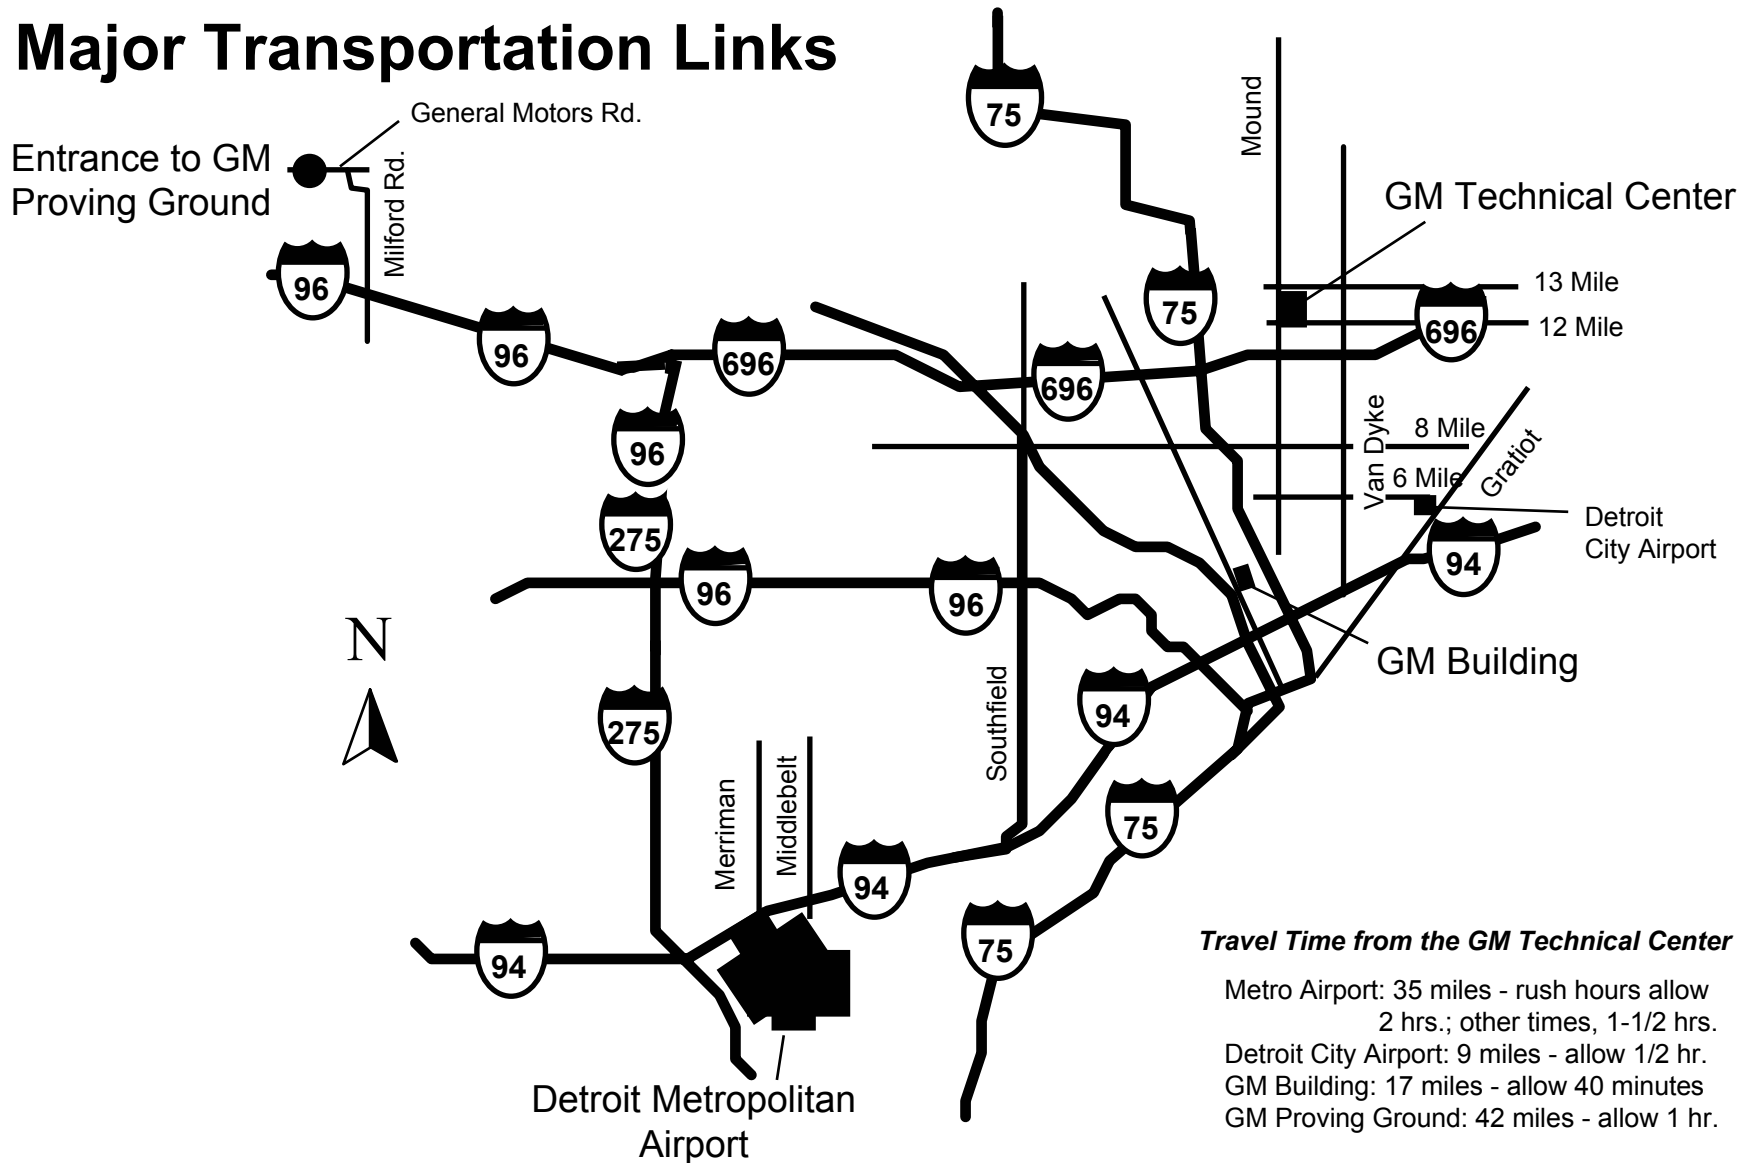 Major Transportation Links
General Motors Rd.
Entrance to GM
Proving Ground
Milford Rd.
96
96
696
96
275
96
96
275
75
Mound
GM Technical Center
75
13 Mile
12 Mile
696
696
Van Dyke
8 Mile
6 Mile
Gratiot
Detroit
City Airport
94
GM Building
N
Southfield
94
75
Merriman
Middlebelt
94
94
75
Detroit Metropolitan
Airport
Travel Time from the GM Technical Center
Metro Airport: 35 miles - rush hours allow
2 hrs.; other times, 1-1/2 hrs.
Detroit City Airport: 9 miles - allow 1/2 hr.
GM Building: 17 miles - allow 40 minutes
GM Proving Ground: 42 miles - allow 1 hr.